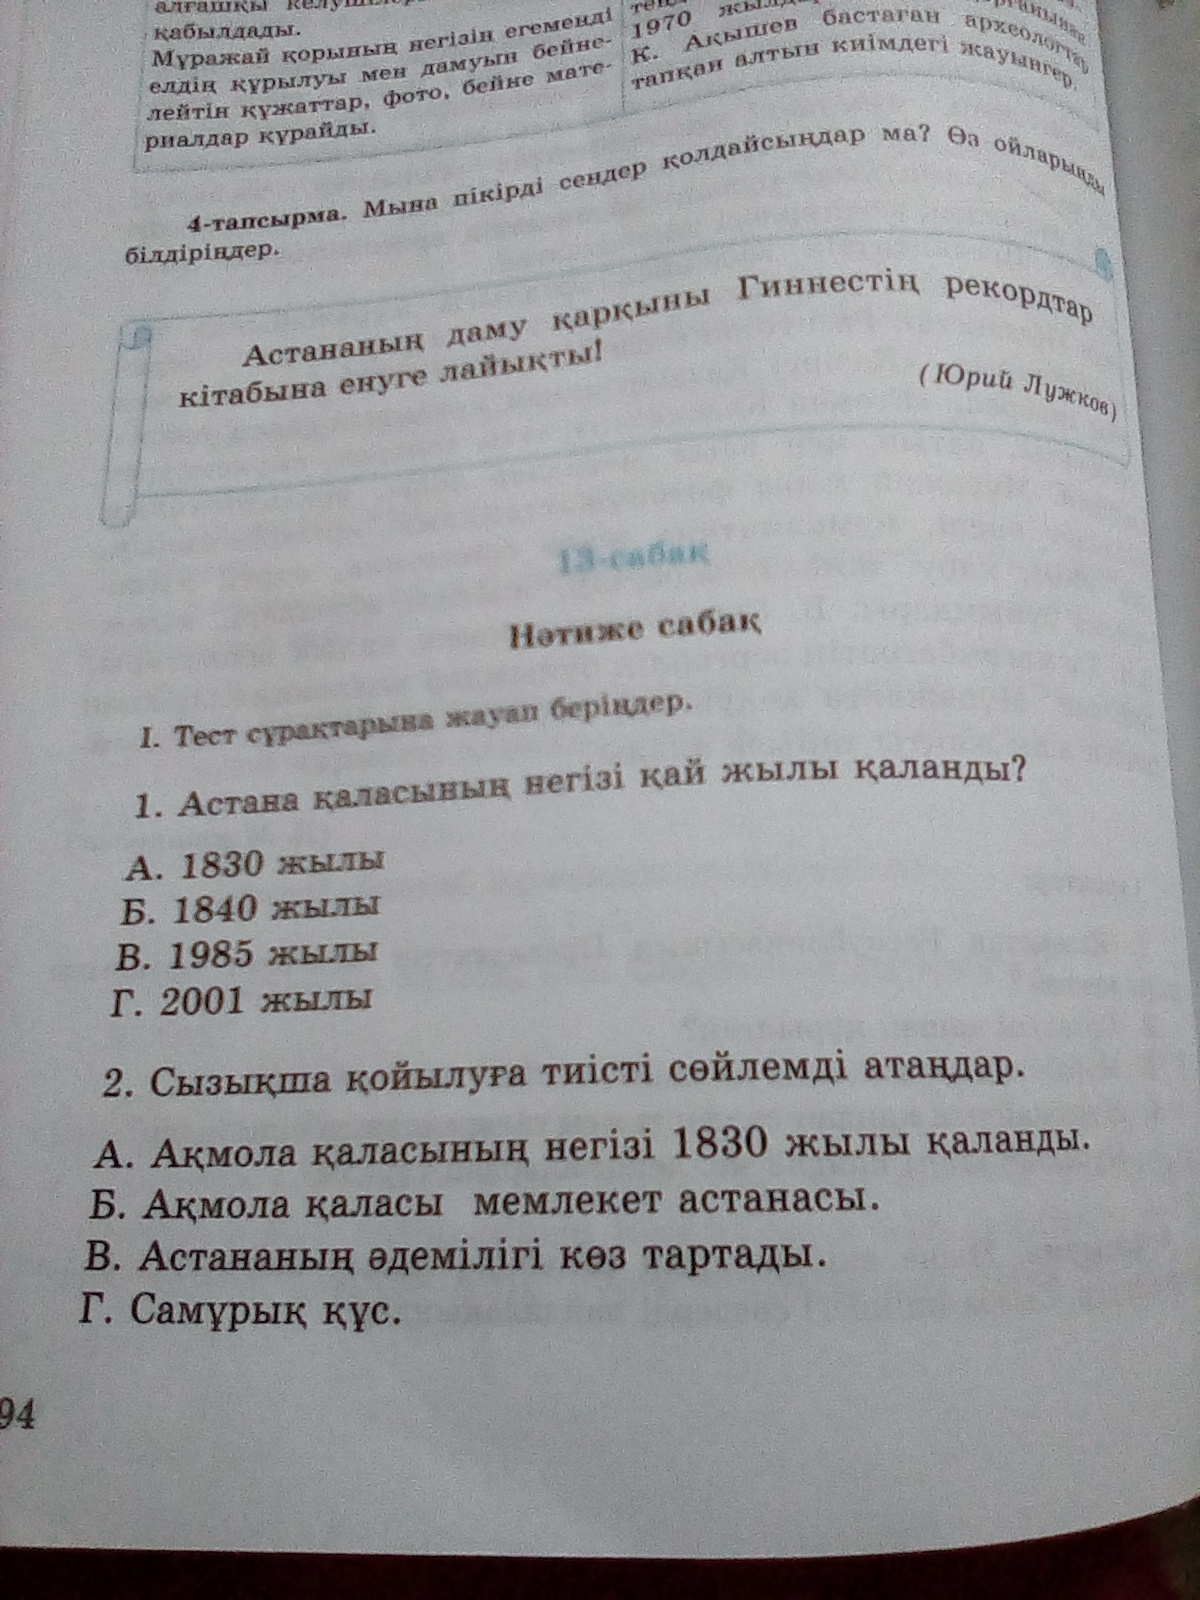 алғашқы
қабылдады.
Мұражай қорының негізін егеменді
елдің құрылуы мен дамуын бейне-
лейтін құжаттар, фото, бейне мате-
риалдар құрайды.
1970
К. Ақышев бастаған археологтар
тапқан алтын киімдегі жауынгер.
4-тапсырма. Мына пікірді сендер қолдайсыңдар ма? Өз ойларыңды
білдіріңдер.
Астананың даму қарқыны Гиннестің рекордтар
кітабына енуге лайықты!
(Юрий Лужков)
13-сабақ
Нәтиже сабақ
I. Тест сұрақтарына жауап беріңдер.
1. Астана қаласының негізі қай жылы қаланды?
А. 1830 жылы
Б. 1840 жылы
В. 1985 жылы
Г. 2001 жылы
2. Сызықша қойылуға тиісті сөйлемді атаңдар.
А. Ақмола қаласының негізі 1830 жылы қаланды.
Б. Ақмола қаласы мемлекет астанасы.
В. Астананың әдемілігі көз тартады.
Г. Самұрық құс.
94